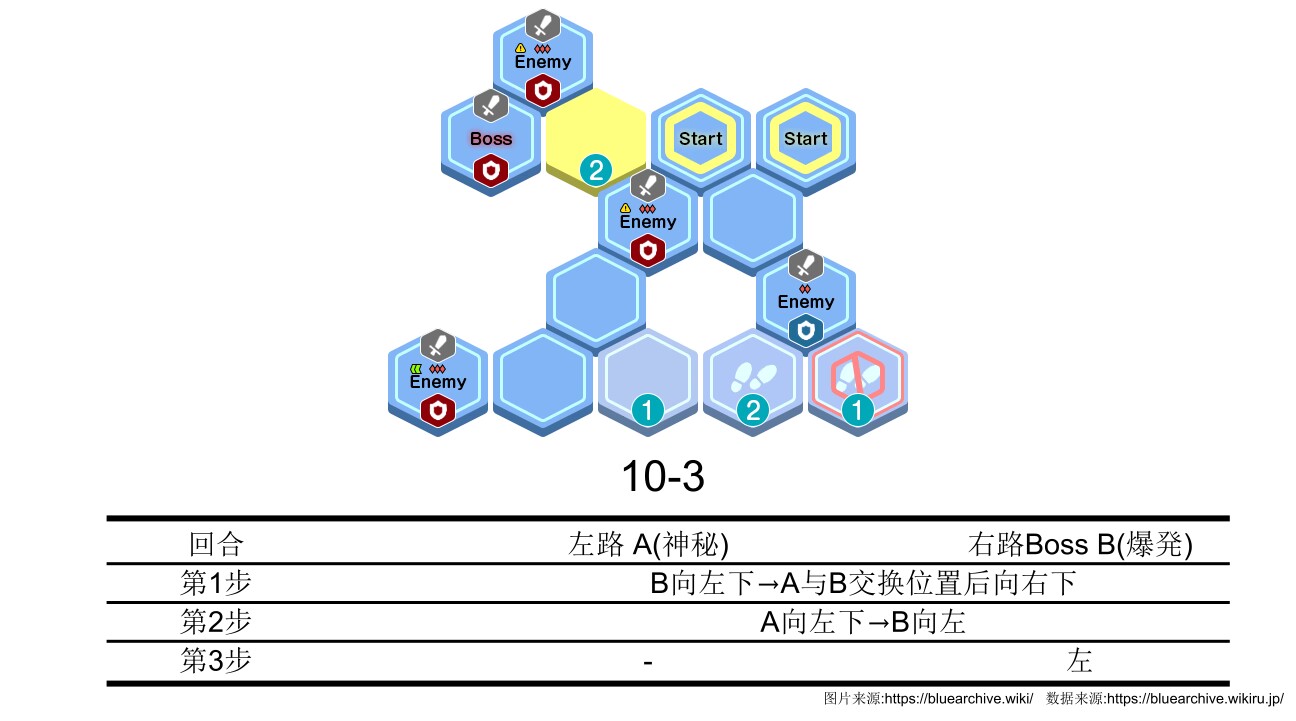 Enemy
Boss
2
Start
Start
Enemy
Enemy
Enemy
1
2
1
10-3
回合 左路 A(神秘) 右路Boss B(爆発)
第1步 B向左下→A与B交换位置后向右下
第2步 A向左下→B向左
第3步 - 左
图片来源:https://bluearchive.wiki/ 数据来源:https://bluearchive.wikiru.jp/